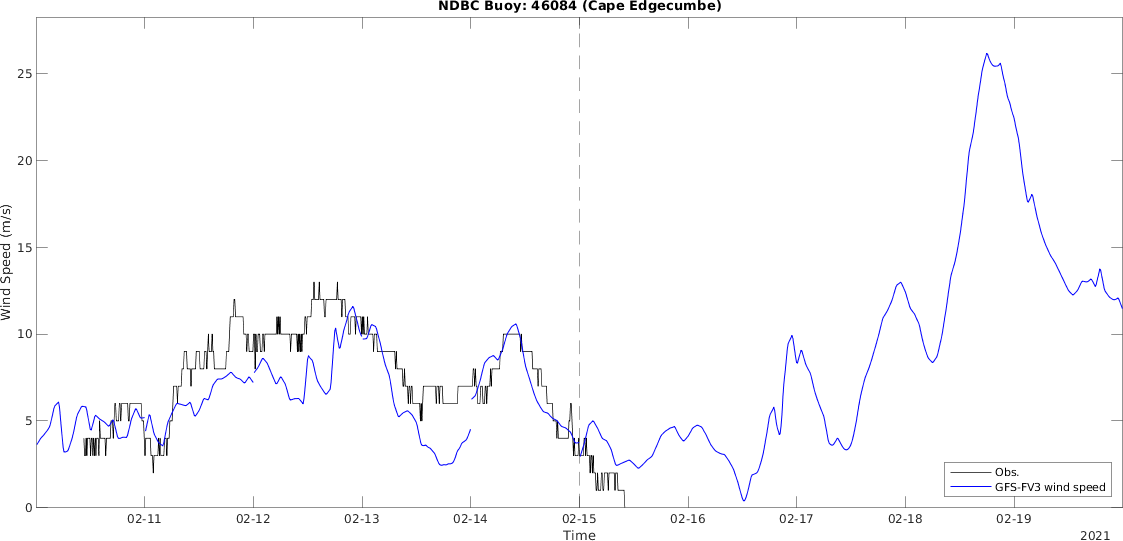 NDBC Buoy: 46084 (Cape Edgecumbe)
Wind Speed (m/s)
25
20
15
10
5
0
02-11 02-12 02-13 02-14 02-15 02-16 02-17 02-18 02-19
Time
2021
Obs.
GFS-FV3 wind speed